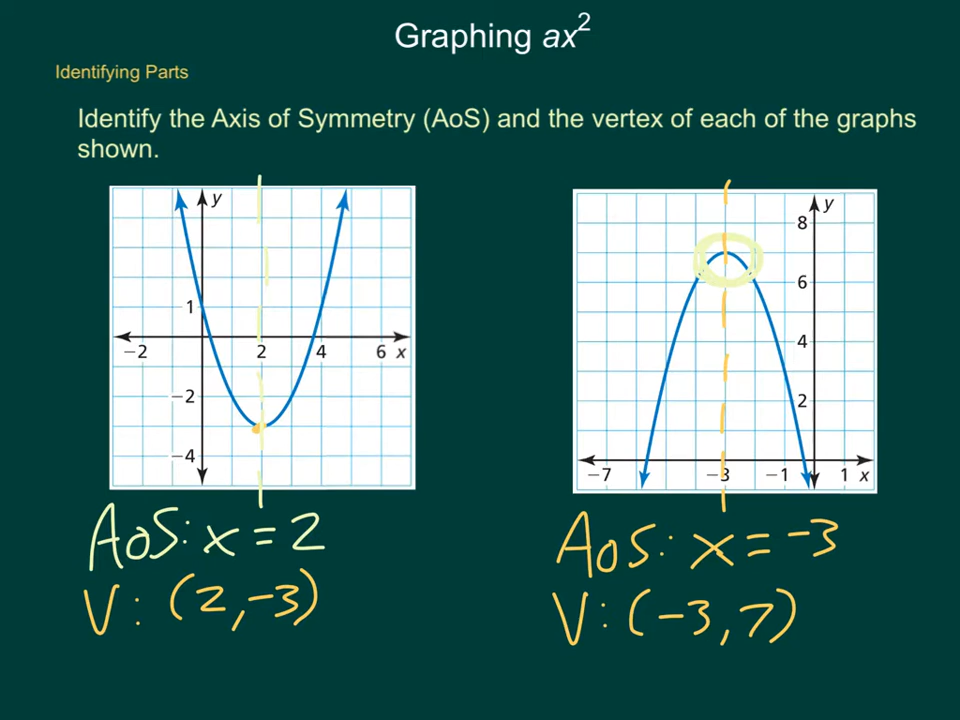 Graphing ax²
Identifying Parts
Identify the Axis of Symmetry (AoS) and the vertex of each of the graphs
shown.
y
1
−2 2 4 6 x
−2
−4
AoS: x = 2
V: (2, -3)
y
8
6
4
2
−7 −3 −1 1 x
AoS: x = -3
V: (-3, 7)